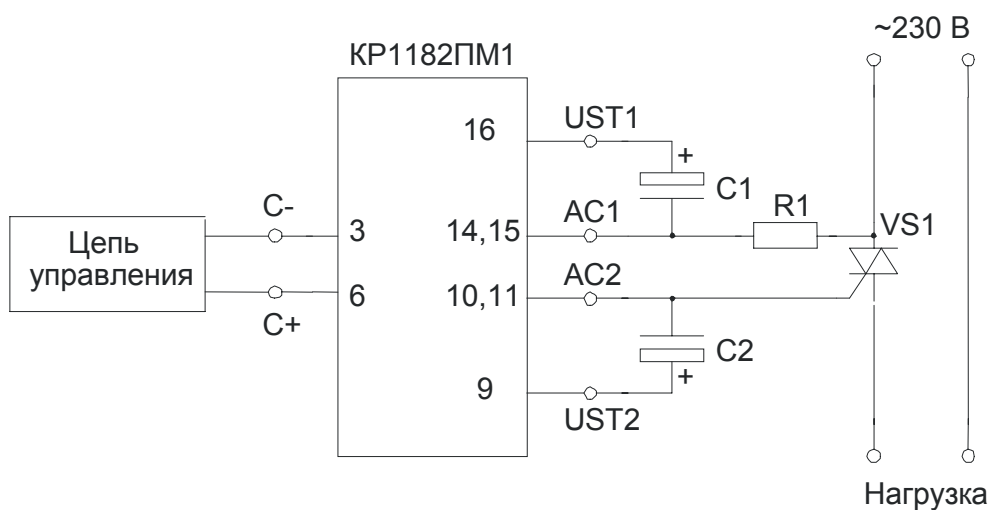 ~230 В
КР1182ПМ1
16
UST1
+
C1
C-
3
14,15
AC1
R1
VS1
Цепь
управления
6
10,11
AC2
C+
C2
+
9
UST2
Нагрузка